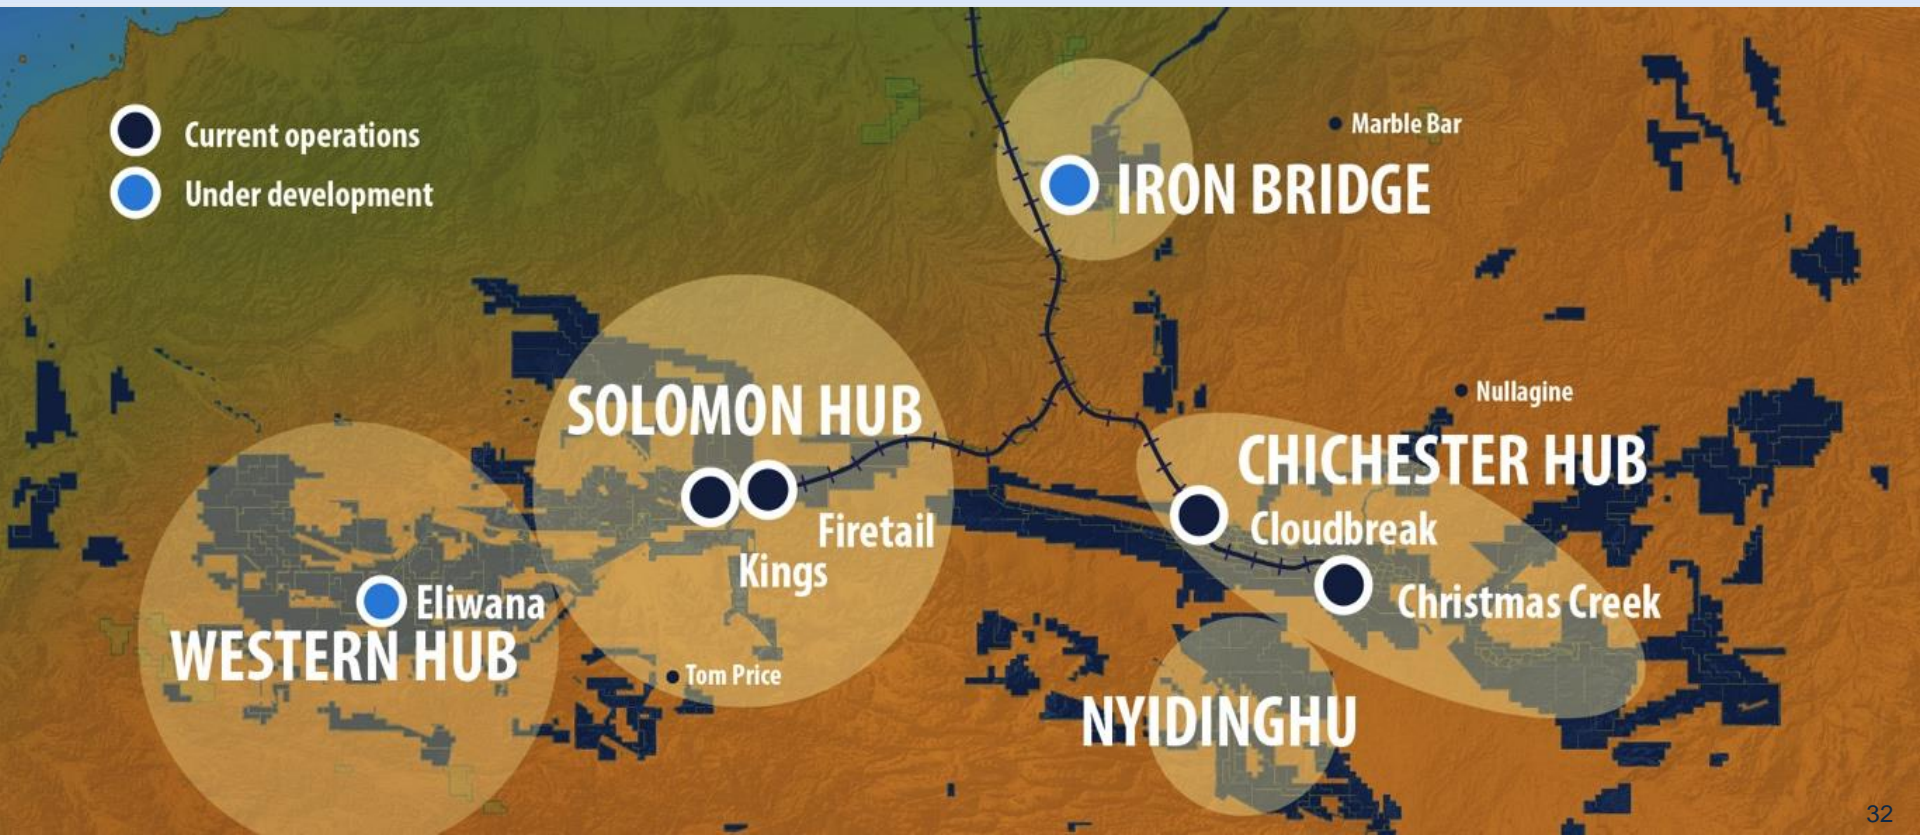 Current operations
Under development
Marble Bar
IRON BRIDGE
SOLOMON HUB
Nullagine
CHICHESTER HUB
Firetail
Cloudbreak
Kings
Eliwana
Christmas Creek
WESTERN HUB
Tom Price
NYIDINGHU
32